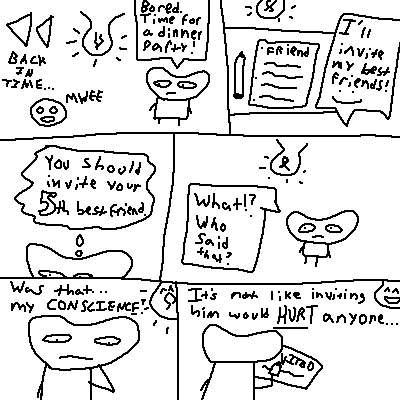 BACK
IN
TIME...
MWEE
Bored.
Time for
a dinner
Party!
Friend
I'll
invite
my best
friends!
You should
invite your
5th best friend
What!?
Who
Said
that?
Was that...
my CONSCIENCE?
It's not like inviting
him would HURT anyone...